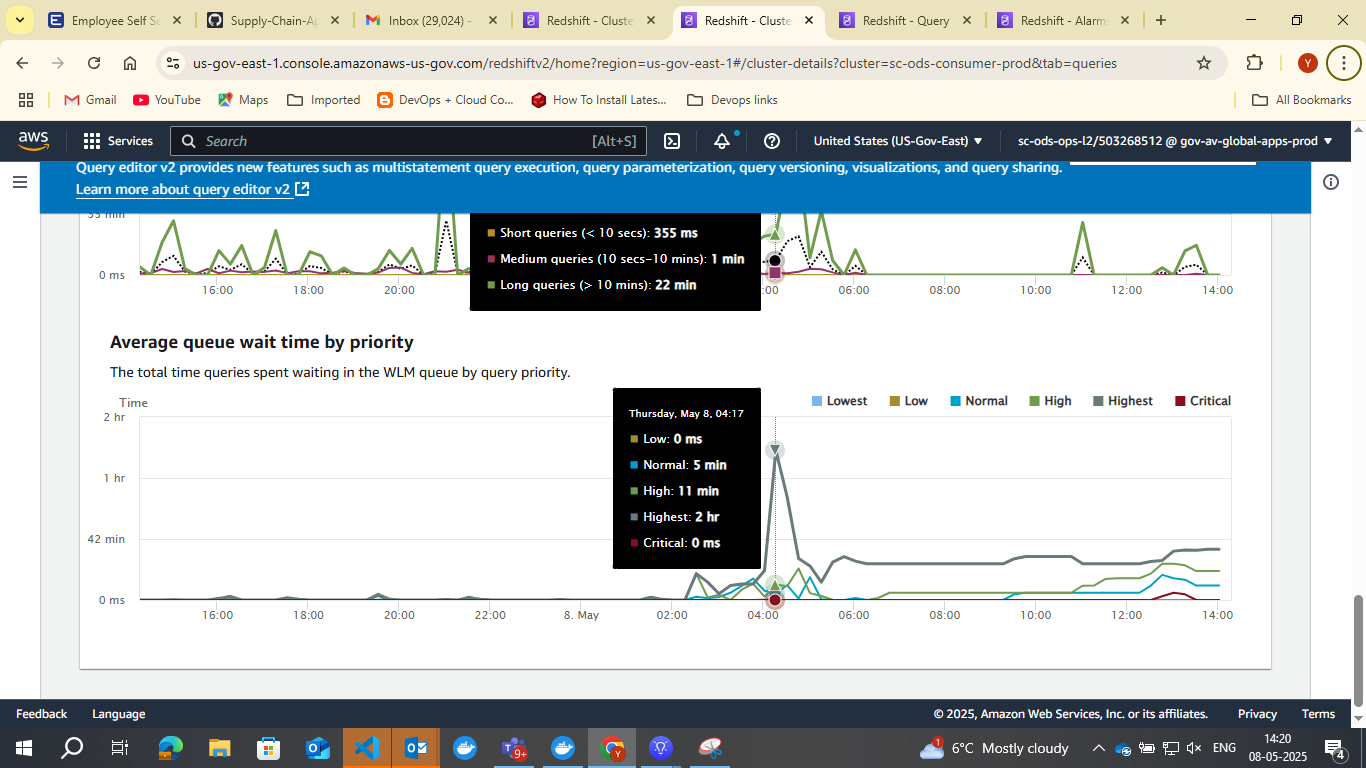 Employee Self Se
Supply-Chain-Ap
Inbox (29,024) -
Redshift - Cluste
Redshift - Cluste
Redshift - Query
Redshift - Alarm
us-gov-east-1.console.amazonaws-us-gov.com/redshiftv2/home?region=us-gov-east-1#/cluster-details?cluster=sc-ods-consumer-prod&tab=queries
Y
Gmail
YouTube
Maps
Imported
DevOps + Cloud Co...
How To Install Lates...
Devops links
All Bookmarks
aws
Services
Search
[Alt+S]
United States (US-Gov-East)
sc-ods-ops-l2/503268512 @ gov-av-global-apps-prod
Query editor v2 provides new features such as multistatement query execution, query parameterization, query versioning, visualizations, and query sharing.
Learn more about query editor v2
33 min
0 ms
Short queries (< 10 secs): 355 ms
Medium queries (10 secs–10 mins): 1 min
Long queries (> 10 mins): 22 min
16:00
18:00
20:00
:00
06:00
08:00
10:00
12:00
14:00
Average queue wait time by priority
The total time queries spent waiting in the WLM queue by query priority.
Time
Lowest
Low
Normal
High
Highest
Critical
2 hr
1 hr
42 min
0 ms
Thursday, May 8, 04:17
Low: 0 ms
Normal: 5 min
High: 11 min
Highest: 2 hr
Critical: 0 ms
16:00
18:00
20:00
22:00
8. May
02:00
04:00
06:00
08:00
10:00
12:00
14:00
Feedback
Language
© 2025, Amazon Web Services, Inc. or its affiliates.
Privacy
Terms
9+
Y
1
6°C Mostly cloudy
ENG
14:20
08-05-2025
4